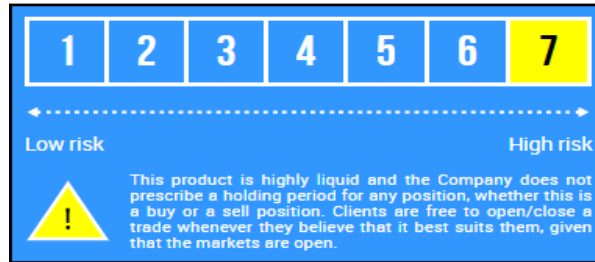 1 2 3 4 5 6 7
Low risk High risk
This product is highly liquid and the Company does not
prescribe a holding period for any position, whether this is
a buy or a sell position. Clients are free to open/close a
trade whenever they believe that it best suits them, given
that the markets are open.
!